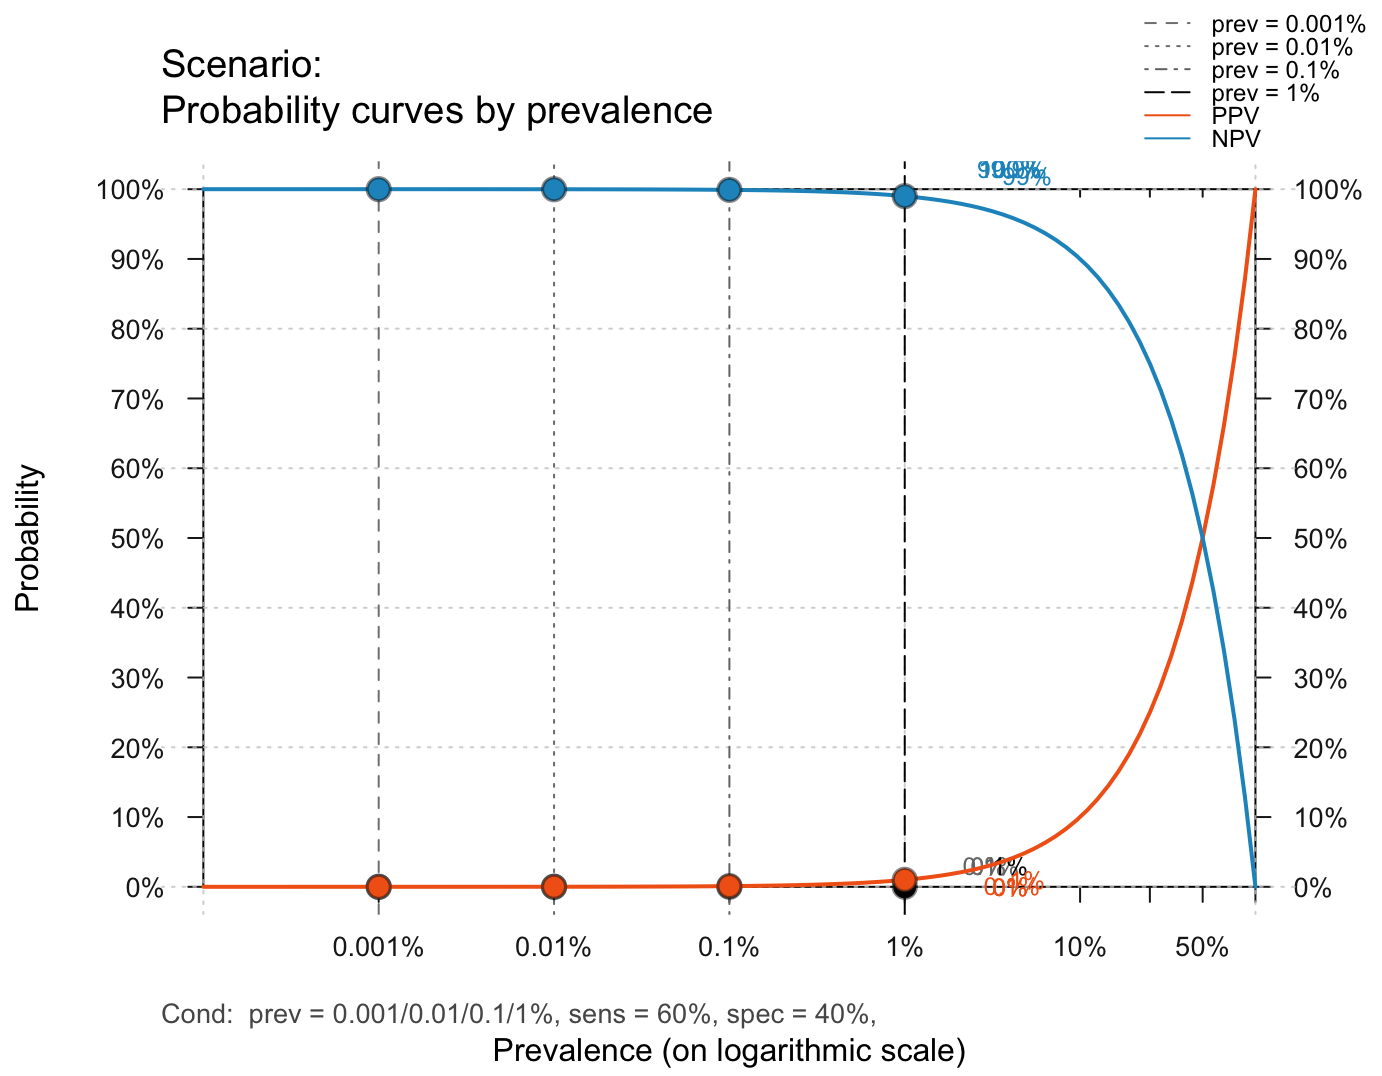 prev = 0.001%
prev = 0.01%
prev = 0.1%
prev = 1%
PPV
NPV
Scenario:
Probability curves by prevalence
99%
100% 100%
90% 90%
80% 80%
70% 70%
60% 60%
50% 50%
40% 40%
30% 30%
20% 20%
10% 10%
1%
0% 0%
Probability
0.001% 0.01% 0.1% 1% 10% 50%
Cond: prev = 0.001/0.01/0.1/1%, sens = 60%, spec = 40%,
Prevalence (on logarithmic scale)